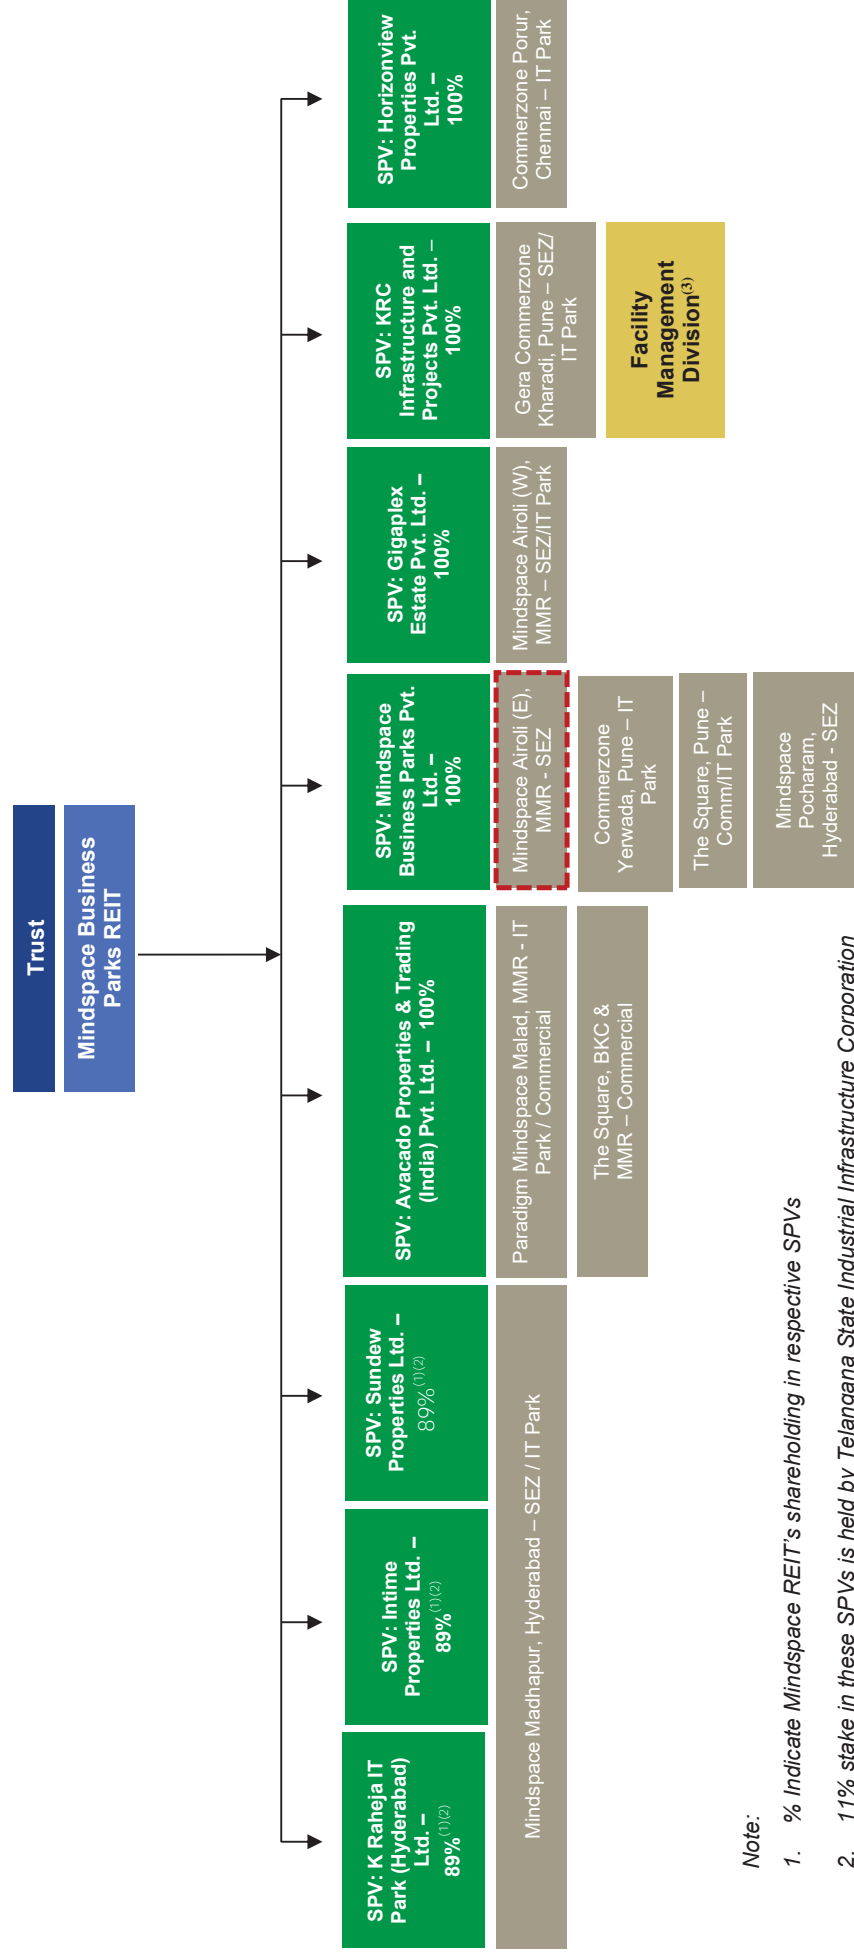 Trust
Mindspace Business
Parks REIT
SPV: K Raheja IT
Park (Hyderabad)
Ltd. –
89%(1)(2)
SPV: Intime
Properties Ltd. –
89%(1)(2)
SPV: Sundew
Properties Ltd. –
89%(1)(2)
SPV: Avacado Properties & Trading
(India) Pvt. Ltd. – 100%
SPV: Mindspace
Business Parks Pvt.
Ltd. –
100%
SPV: Gigaplex
Estate Pvt. Ltd. –
100%
SPV: KRC
Infrastructure and
Projects Pvt. Ltd. –
100%
SPV: Horizonview
Properties Pvt.
Ltd. –
100%
Mindspace Madhapur, Hyderabad – SEZ / IT Park
Paradigm Mindspace Malad, MMR - IT
Park / Commercial
The Square, BKC &
MMR – Commercial
Mindspace Airoli (E),
MMR - SEZ
Commerzone
Yerwada, Pune – IT
Park
The Square, Pune –
Comm/IT Park
Mindspace
Pocharam,
Hyderabad - SEZ
Mindspace Airoli (W),
MMR – SEZ/IT Park
Gera Commerzone
Kharadi, Pune – SEZ/
IT Park
Facility
Management
Division(3)
Commerzone Porur,
Chennai – IT Park
Note:
1. % Indicate Mindspace REIT's shareholding in respective SPVs
2. 11% stake in these SPVs is held by Telangana State Industrial Infrastructure Corporation